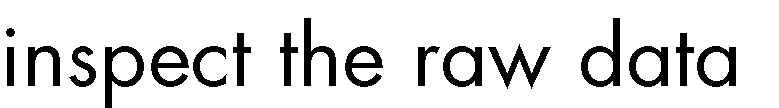 inspect the raw data